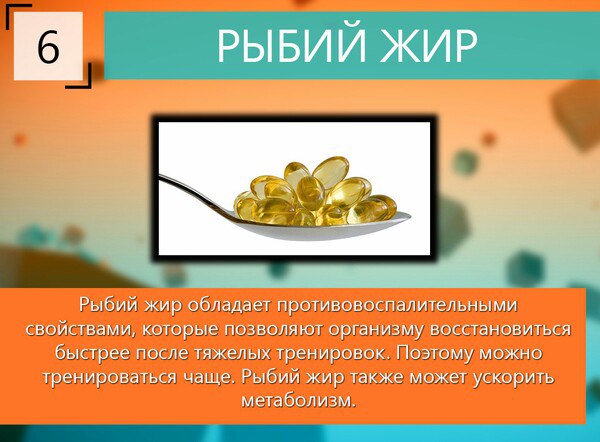 6
РЫБИЙ ЖИР
Рыбий жир обладает противовоспалительными
свойствами, которые позволяют организму восстановиться
быстрее после тяжелых тренировок. Поэтому можно
тренироваться чаще. Рыбий жир также может ускорить
метаболизм.